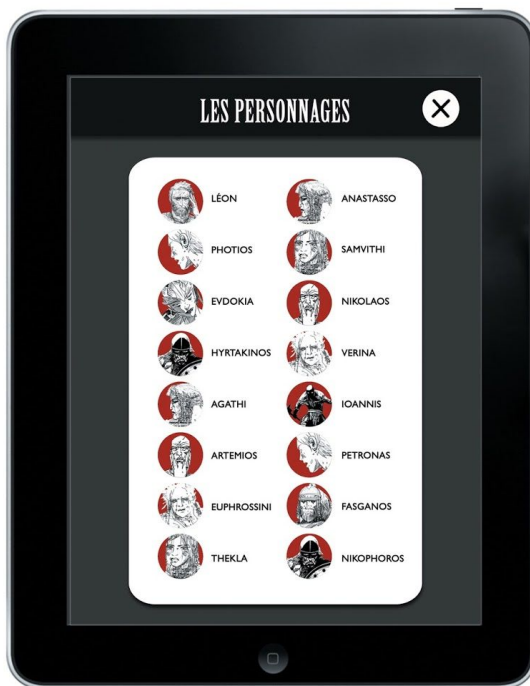 LES PERSONNAGES
LÉON
PHOTIOS
EVDOKIA
HYRTAKINOS
AGATHI
ARTEMIOS
EUPHROSSINI
THEKLA
ANASTASSO
SAMVITHI
NIKOLAOS
VERINA
IOANNIS
PETRONAS
FASGANOS
NIKOPHOROS